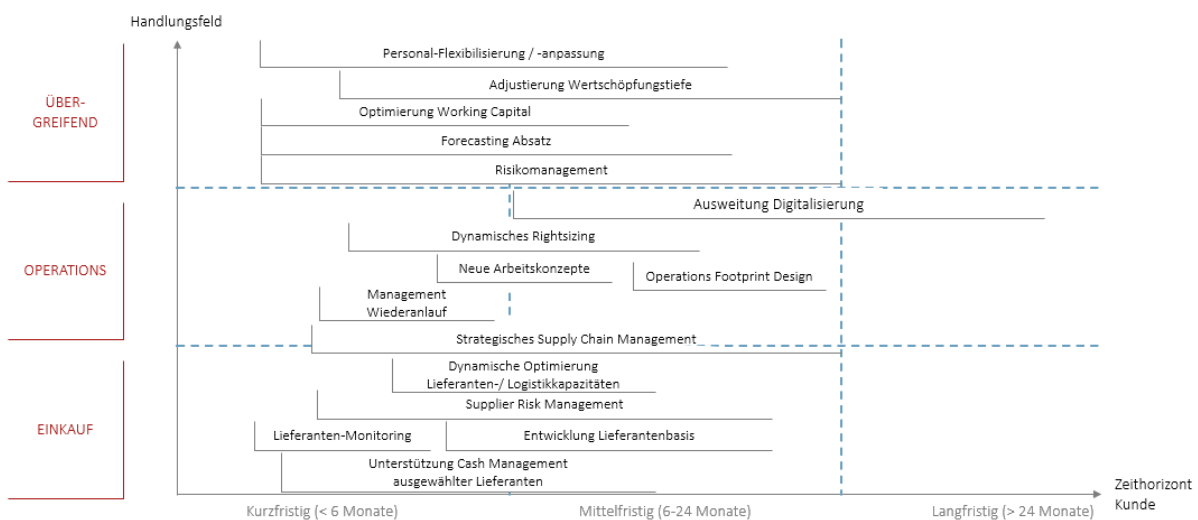 Handlungsfeld
Personal-Flexibilisierung / -anpassung
Adjustierung Wertschöpfungstiefe
ÜBER-
GREIFEND
Optimierung Working Capital
Forecasting Absatz
Risikomanagement
Ausweitung Digitalisierung
Dynamisches Rightsizing
OPERATIONS
Neue Arbeitskonzepte
Operations Footprint Design
Management
Wiederanlauf
Strategisches Supply Chain Management
Dynamische Optimierung
Lieferanten-/ Logistikkapazitäten
Supplier Risk Management
EINKAUF
Lieferanten-Monitoring
Entwicklung Lieferantenbasis
Unterstützung Cash Management
ausgewählter Lieferanten
Zeithorizont
Kunde
Kurzfristig (< 6 Monate)
Mittelfristig (6-24 Monate)
Langfristig (> 24 Monate)